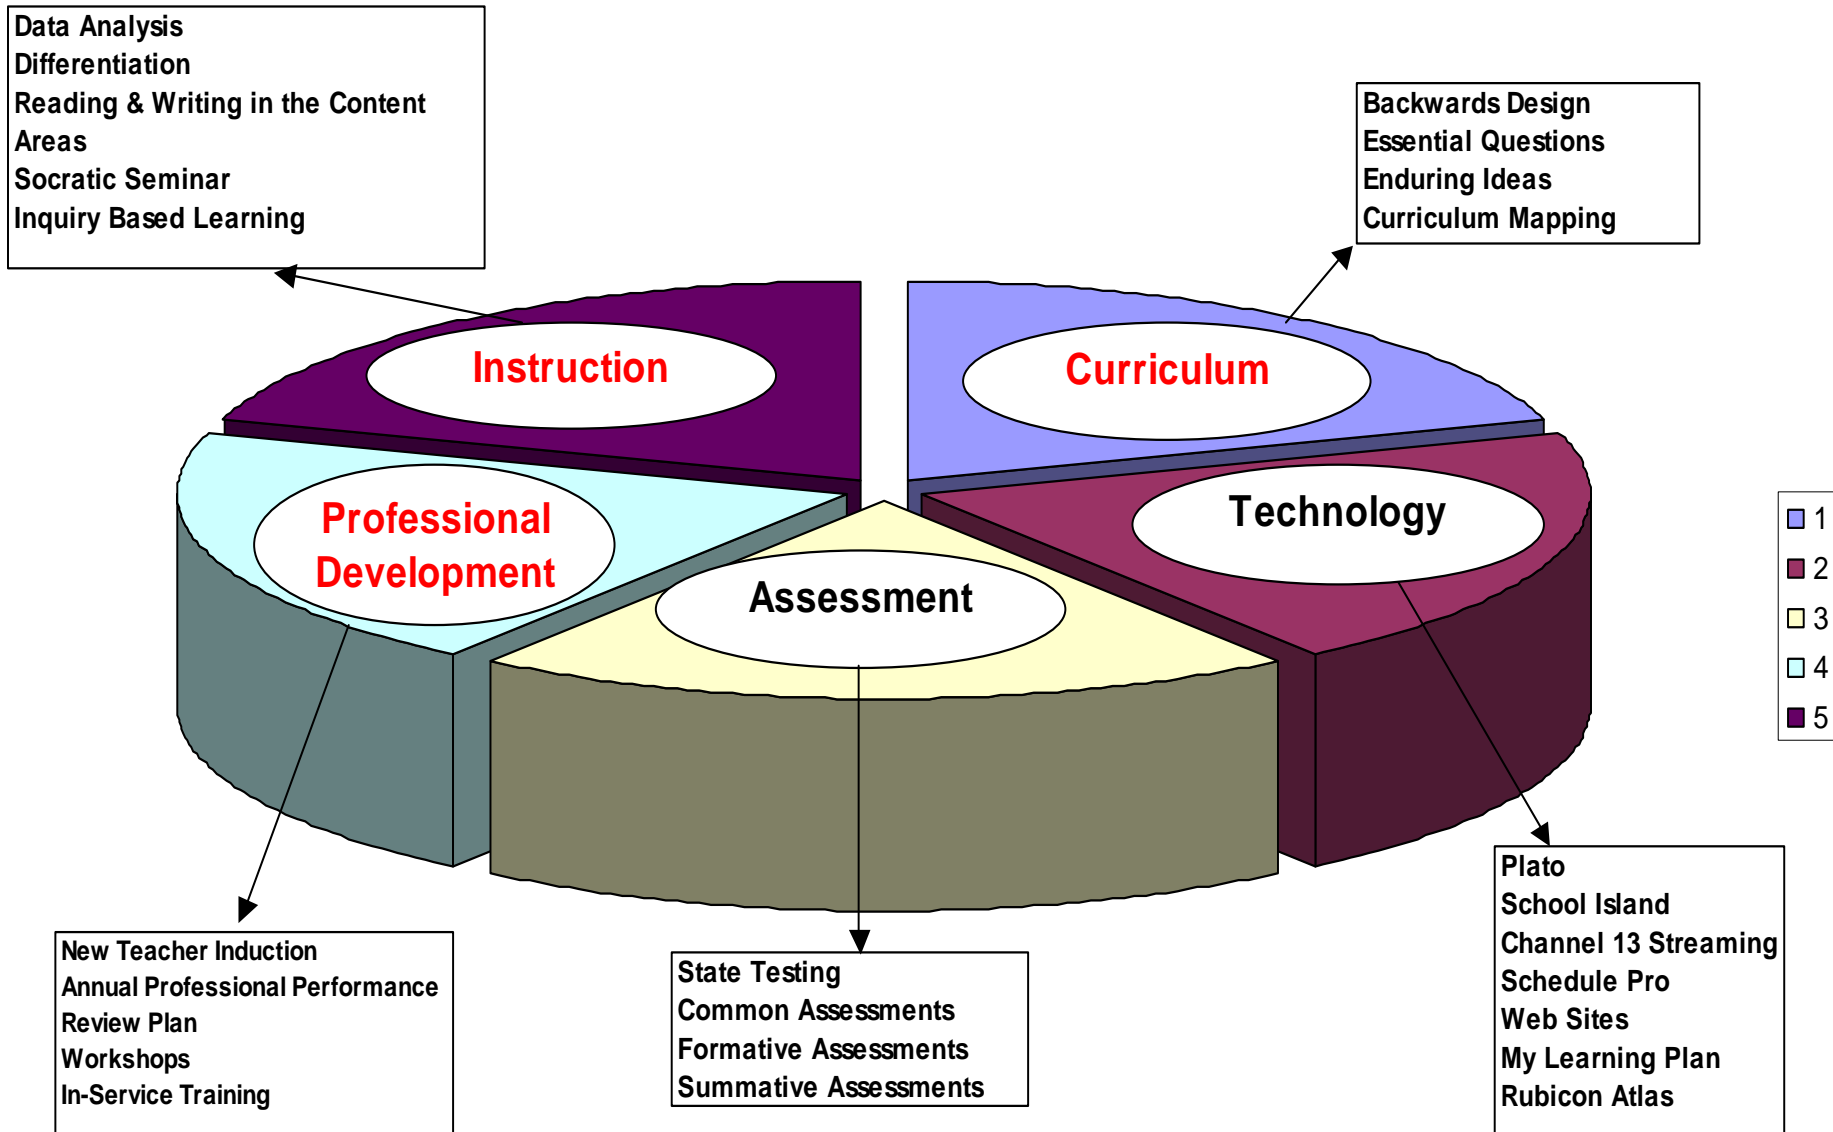 Data Analysis
Differentiation
Reading & Writing in the Content
Areas
Socratic Seminar
Inquiry Based Learning
Backwards Design
Essential Questions
Enduring Ideas
Curriculum Mapping
Instruction
Curriculum
Professional
Development
Technology
Assessment
1
2
3
4
5
New Teacher Induction
Annual Professional Performance
Review Plan
Workshops
In-Service Training
State Testing
Common Assessments
Formative Assessments
Summative Assessments
Plato
School Island
Channel 13 Streaming
Schedule Pro
Web Sites
My Learning Plan
Rubicon Atlas